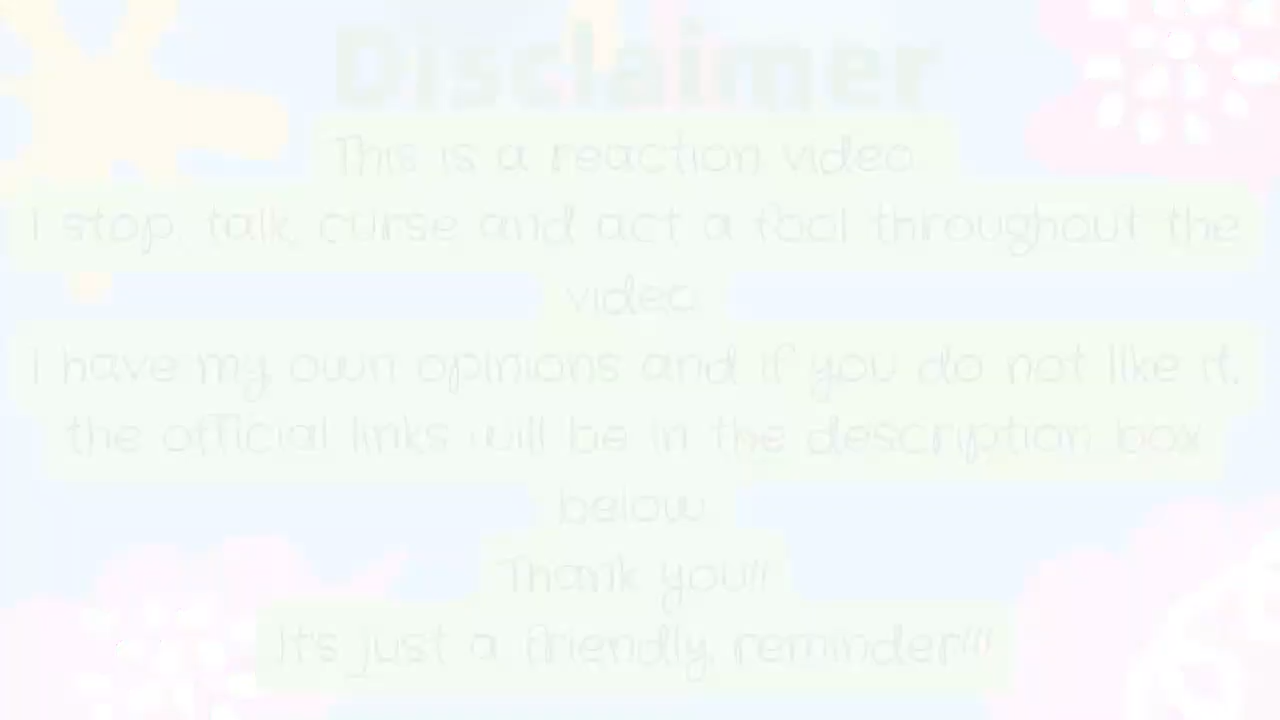 Disclaimer
This is a reaction video.
I stop, talk, curse and act a fool throughout the
video.
I have my own opinions and if you do not like it,
the official links will be in the description box
below.
Thank you!!
It's just a friendly reminder!!!